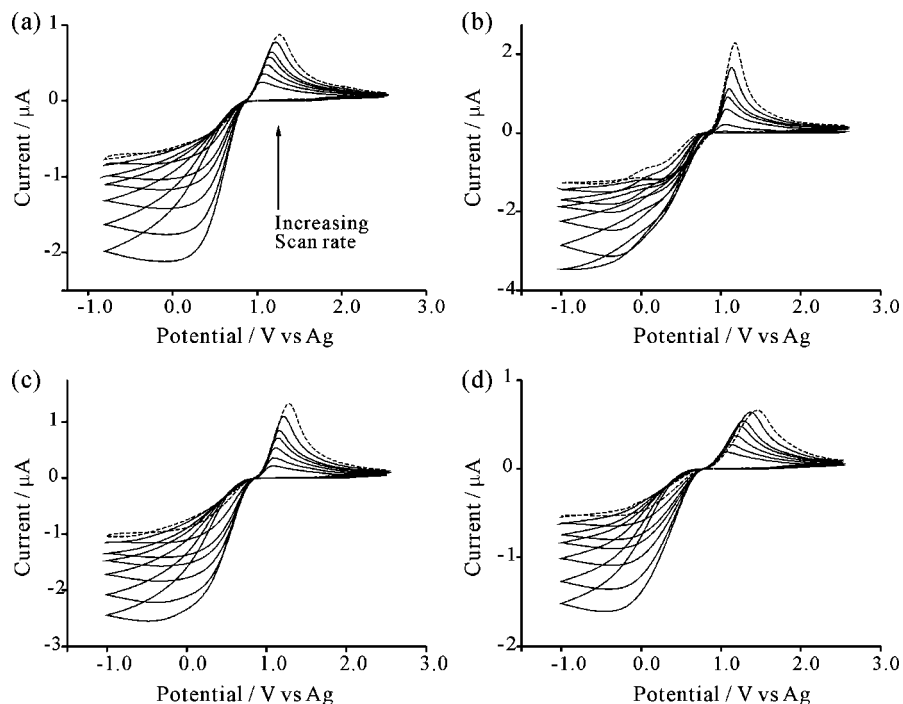 (a)
1
0
-1
-2
Current / μA
Increasing
Scan rate
-1.0 0.0 1.0 2.0 3.0
Potential / V vs Ag
(b)
2
0
-2
-4
Current / μA
-1.0 0.0 1.0 2.0 3.0
Potential / V vs Ag
(c)
1
0
-1
-2
-3
Current / μA
-1.0 0.0 1.0 2.0 3.0
Potential / V vs Ag
(d)
1
0
-1
-2
Current / μA
-1.0 0.0 1.0 2.0 3.0
Potential / V vs Ag